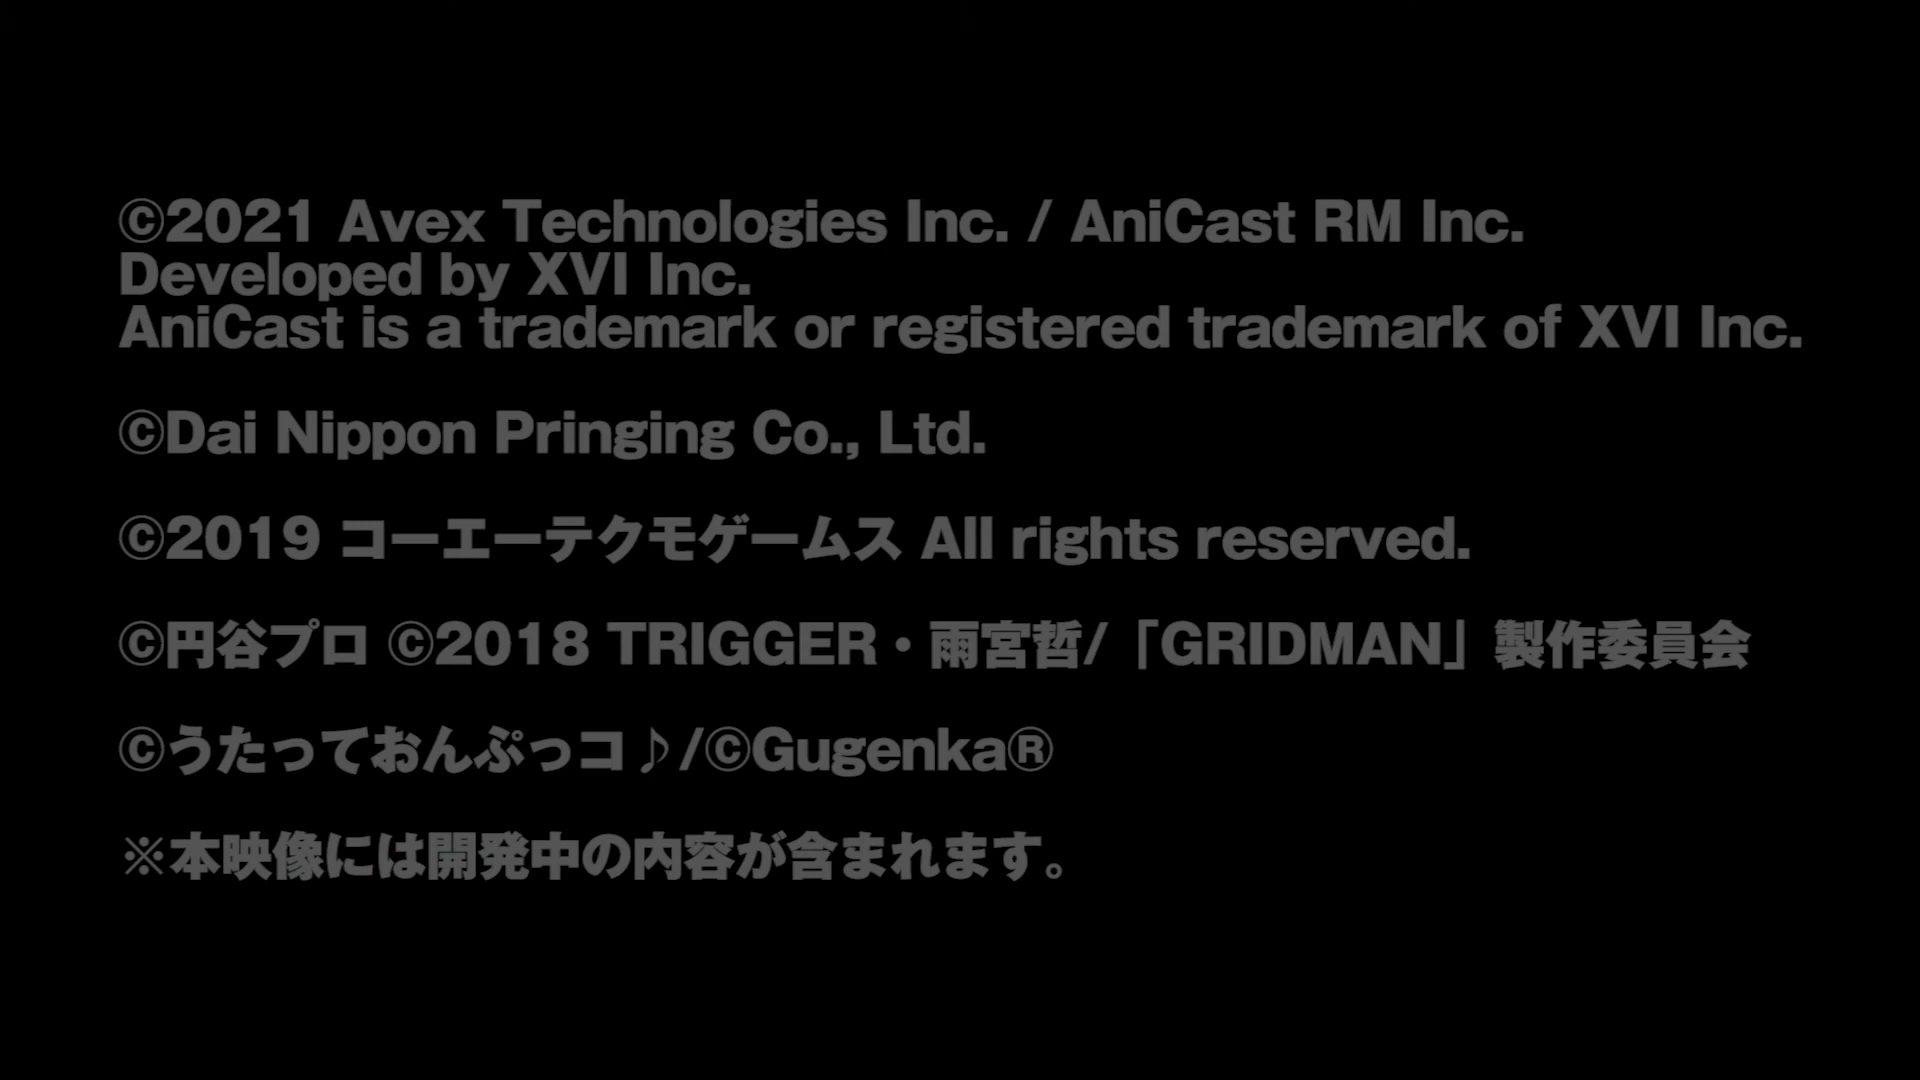 ©2021 Avex Technologies Inc. / AniCast RM Inc.
Developed by XVI Inc.
AniCast is a trademark or registered trademark of XVI Inc.
©Dai Nippon Pringing Co., Ltd.
©2019 コーエーテクモゲームス All rights reserved.
©円谷プロ ©2018 TRIGGER・雨宮哲/「GRIDMAN」製作委員会
©うたっておんぷっコ♪/©Gugenka®
※本映像には開発中の内容が含まれます。